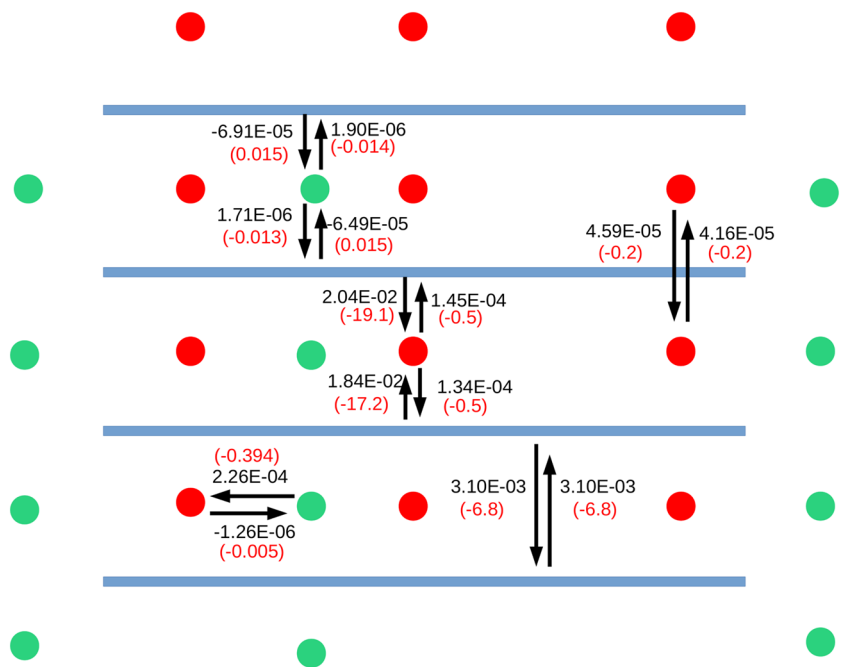 -6.91E-05
(0.015)
1.90E-06
(-0.014)
1.71E-06
(-0.013)
-6.49E-05
(0.015)
4.59E-05
(-0.2)
4.16E-05
(-0.2)
2.04E-02
(-19.1)
1.45E-04
(-0.5)
1.84E-02
(-17.2)
1.34E-04
(-0.5)
(-0.394)
2.26E-04
-1.26E-06
(-0.005)
3.10E-03
(-6.8)
3.10E-03
(-6.8)